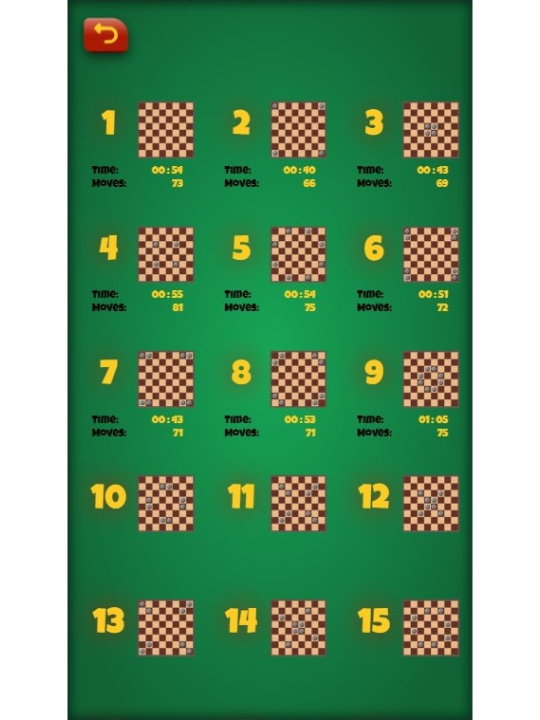 1 2 3
Time: 00:54 Time: 00:40 Time: 00:43
Moves: 73 Moves: 66 Moves: 69
4 5 6
Time: 00:55 Time: 00:54 Time: 00:51
Moves: 81 Moves: 75 Moves: 72
7 8 9
Time: 00:43 Time: 00:53 Time: 01:05
Moves: 71 Moves: 71 Moves: 75
10 11 12
13 14 15